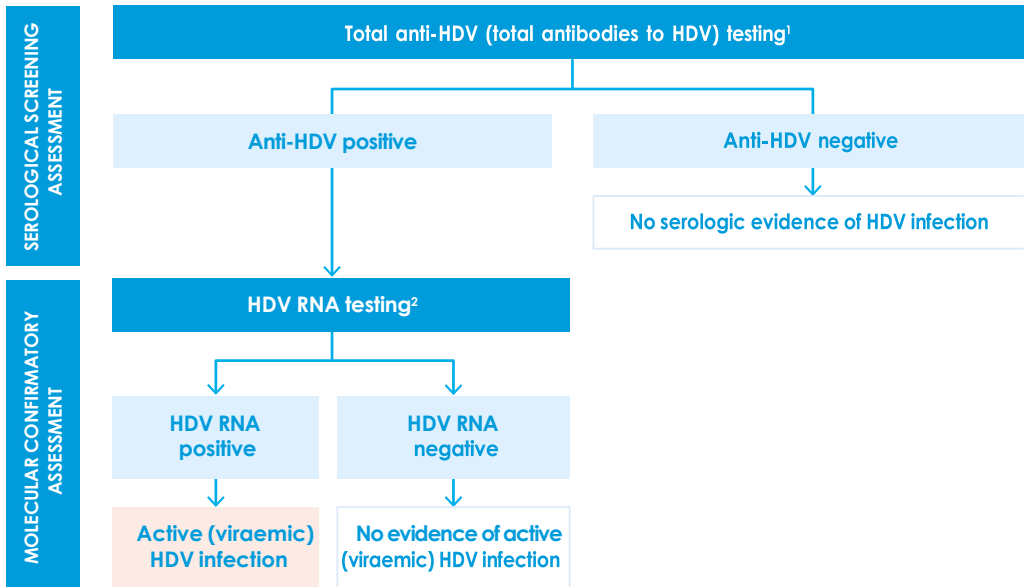 SEROLOGICAL SCREENING
ASSESSMENT
Total anti-HDV (total antibodies to HDV) testing¹
Anti-HDV positive
Anti-HDV negative
No serologic evidence of HDV infection
MOLECULAR CONFIRMATORY
ASSESSMENT
HDV RNA testing²
HDV RNA
positive
HDV RNA
negative
Active (viraemic)
HDV infection
No evidence of active
(viraemic) HDV infection